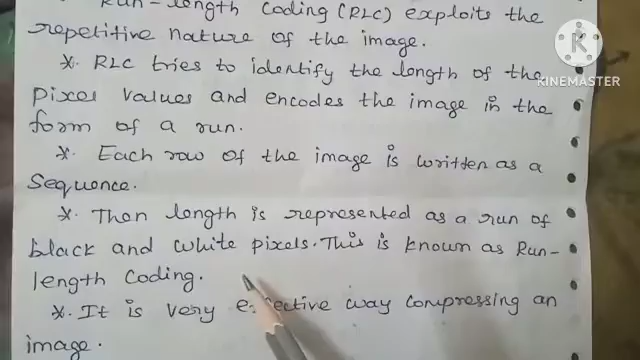 Run-length Coding (RLC) exploits the
repetitive nature of the image.
* RLC tries to identify the length of the
pixel values and encodes the image in the
form of a run.
* Each row of the image is written as a
Sequence.
* Then length is represented as a run of
black and white pixels. This is known as Run-
length Coding.
* It is very effective way compressing an
image.
KINEMASTER